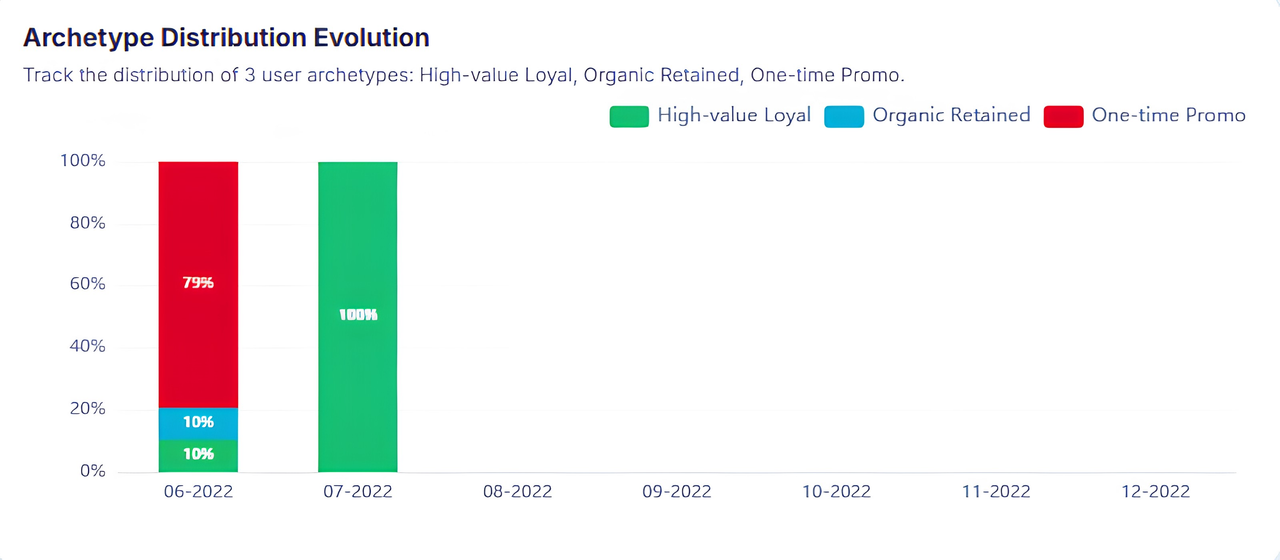 Archetype Distribution Evolution
Track the distribution of 3 user archetypes: High-value Loyal, Organic Retained, One-time Promo.
High-value Loyal Organic Retained One-time Promo
100%
80%
60%
40%
20%
0%
79%
10%
10%
100%
06-2022 07-2022 08-2022 09-2022 10-2022 11-2022 12-2022